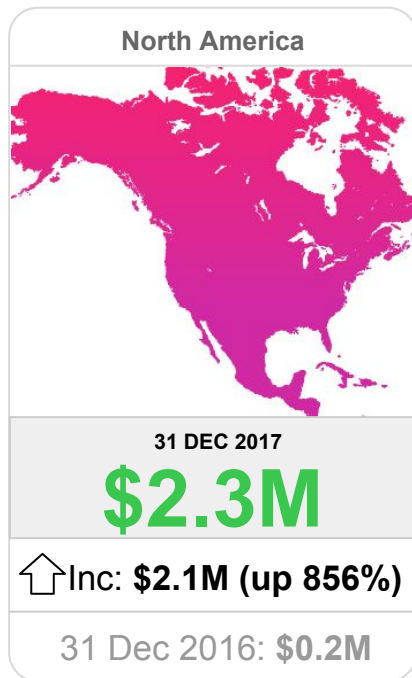 North America
31 DEC 2017
$2.3M
Inc: $2.1M (up 856%)
31 Dec 2016: $0.2M